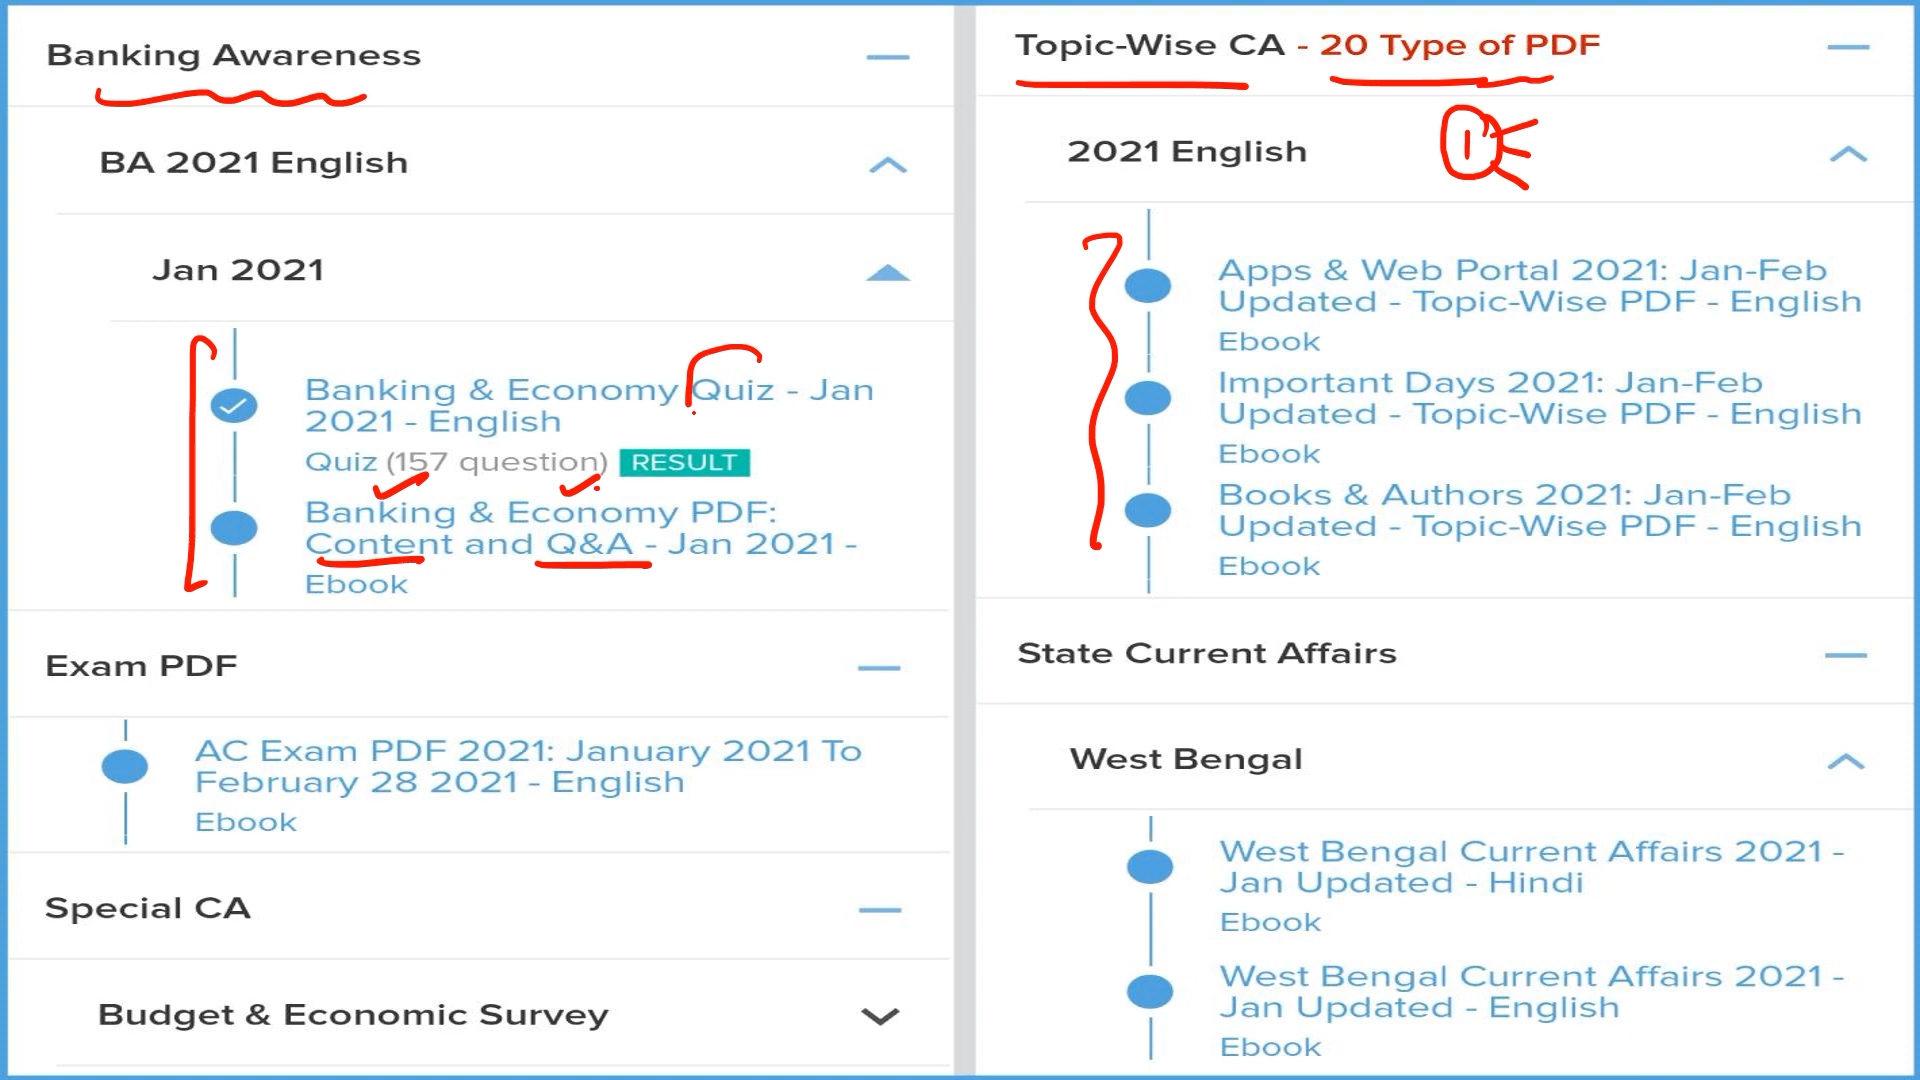 Banking Awareness
BA 2021 English
Jan 2021
Banking & Economy Quiz - Jan
2021 - English
Quiz (157 question) RESULT
Banking & Economy PDF:
Content and Q&A - Jan 2021 -
Ebook
Exam PDF
AC Exam PDF 2021: January 2021 To
February 28 2021 - English
Ebook
Special CA
Budget & Economic Survey
Topic-Wise CA - 20 Type of PDF
1
2021 English
Apps & Web Portal 2021: Jan-Feb
Updated - Topic-Wise PDF - English
Ebook
Important Days 2021: Jan-Feb
Updated - Topic-Wise PDF - English
Ebook
Books & Authors 2021: Jan-Feb
Updated - Topic-Wise PDF - English
Ebook
State Current Affairs
West Bengal
West Bengal Current Affairs 2021 -
Jan Updated - Hindi
Ebook
West Bengal Current Affairs 2021 -
Jan Updated - English
Ebook